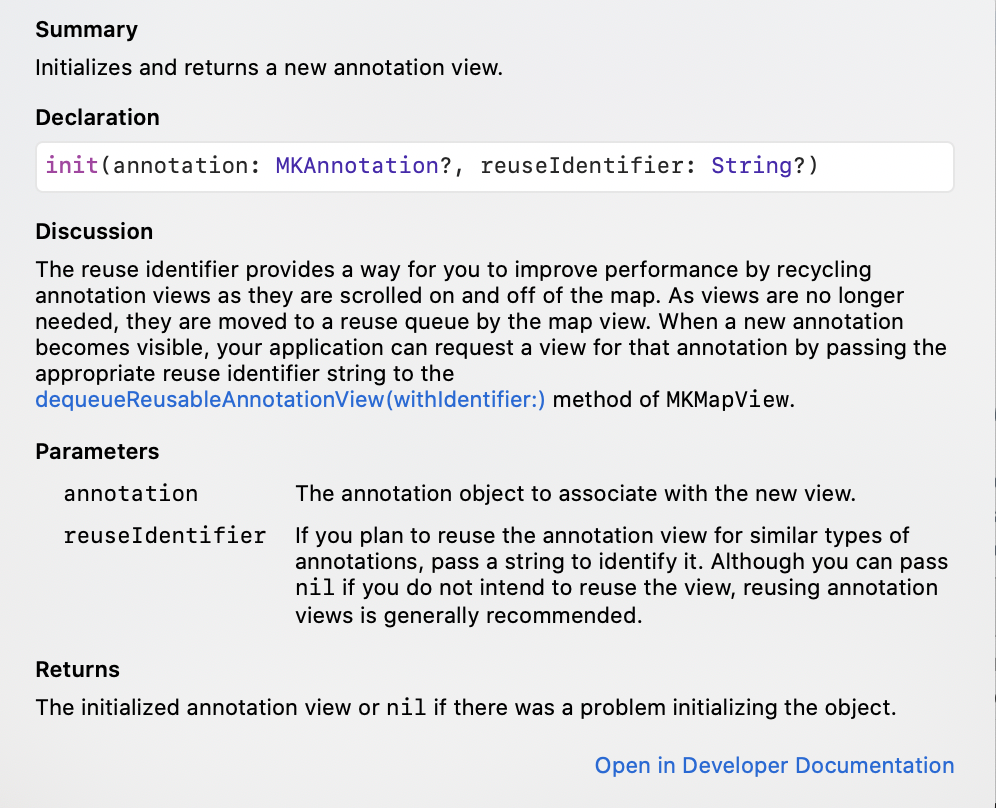 Summary
Initializes and returns a new annotation view.
Declaration
init(annotation: MKAnnotation?, reuseIdentifier: String?)
Discussion
The reuse identifier provides a way for you to improve performance by recycling
annotation views as they are scrolled on and off of the map. As views are no longer
needed, they are moved to a reuse queue by the map view. When a new annotation
becomes visible, your application can request a view for that annotation by passing the
appropriate reuse identifier string to the
dequeueReusableAnnotationView(withIdentifier:) method of MKMapView.
Parameters
annotation The annotation object to associate with the new view.
reuseIdentifier If you plan to reuse the annotation view for similar types of
annotations, pass a string to identify it. Although you can pass
nil if you do not intend to reuse the view, reusing annotation
views is generally recommended.
Returns
The initialized annotation view or nil if there was a problem initializing the object.
Open in Developer Documentation